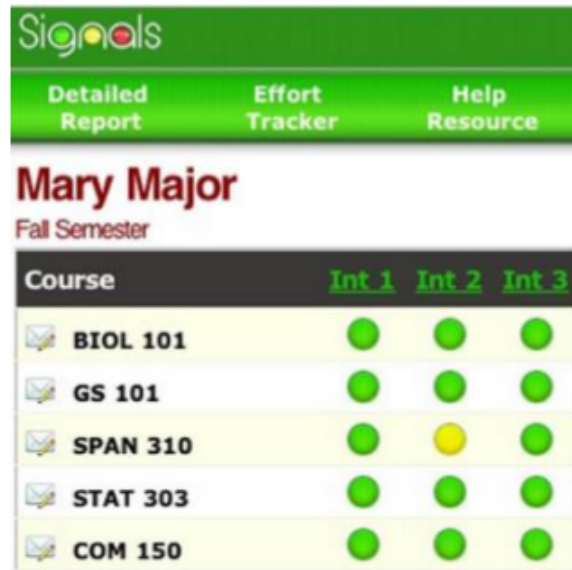 Signals
Detailed Effort Help
Report Tracker Resource
Mary Major
Fall Semester
Course Int 1 Int 2 Int 3
BIOL 101
GS 101
SPAN 310
STAT 303
COM 150